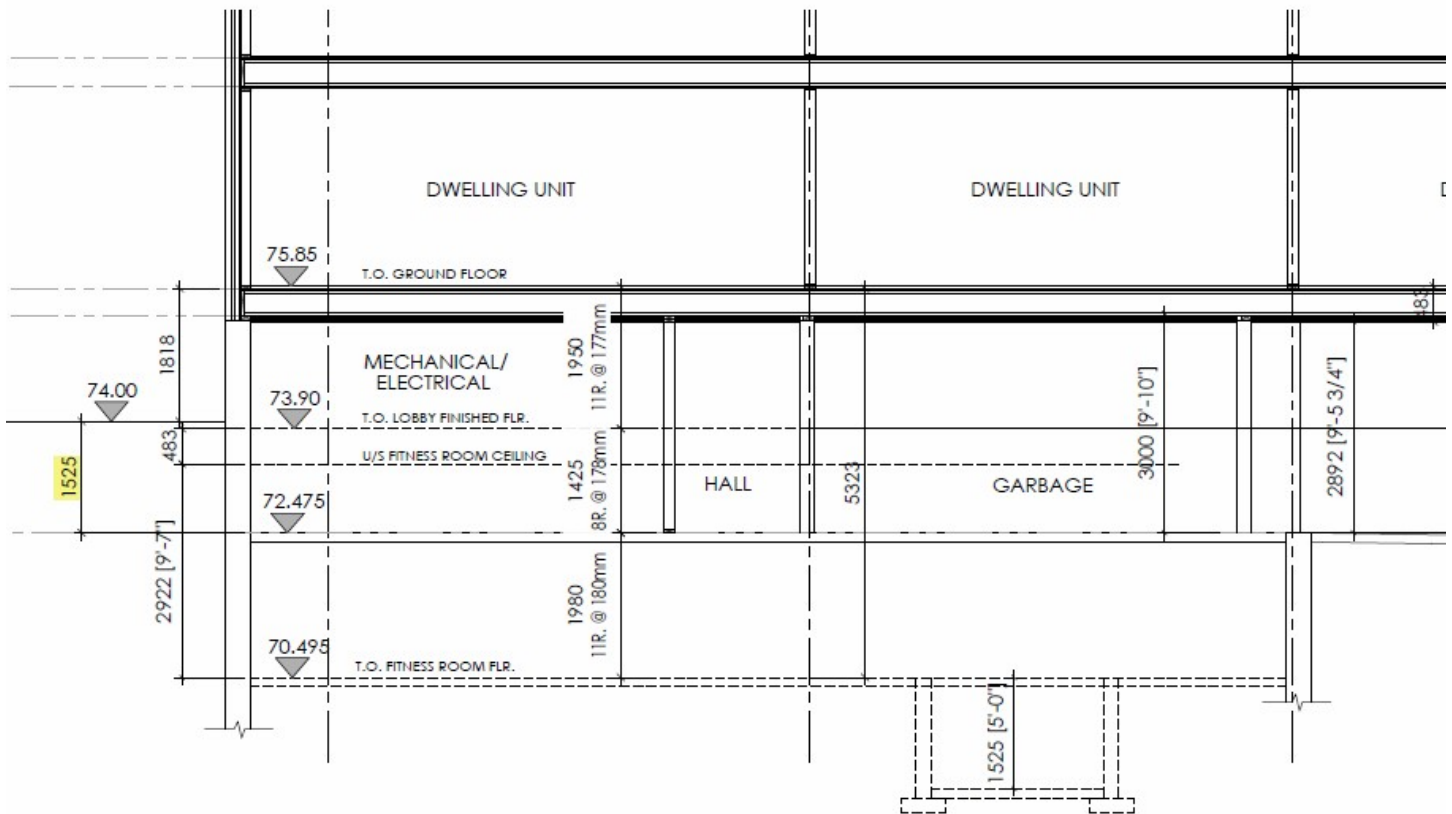 DWELLING UNIT
DWELLING UNIT
75.85
T.O. GROUND FLOOR
483
1818
MECHANICAL/
ELECTRICAL
1950
11R. @ 177mm
74.00
73.90
T.O. LOBBY FINISHED FLR.
3000 [9'-10"]
2892 [9'-5 3/4"]
483
U/S FITNESS ROOM CEILING
1525
1425
8R. @ 178mm
HALL
5323
GARBAGE
72.475
2922 [9'-7"]
1980
11R. @ 180mm
70.495
T.O. FITNESS ROOM FLR.
1525 [5'-0"]